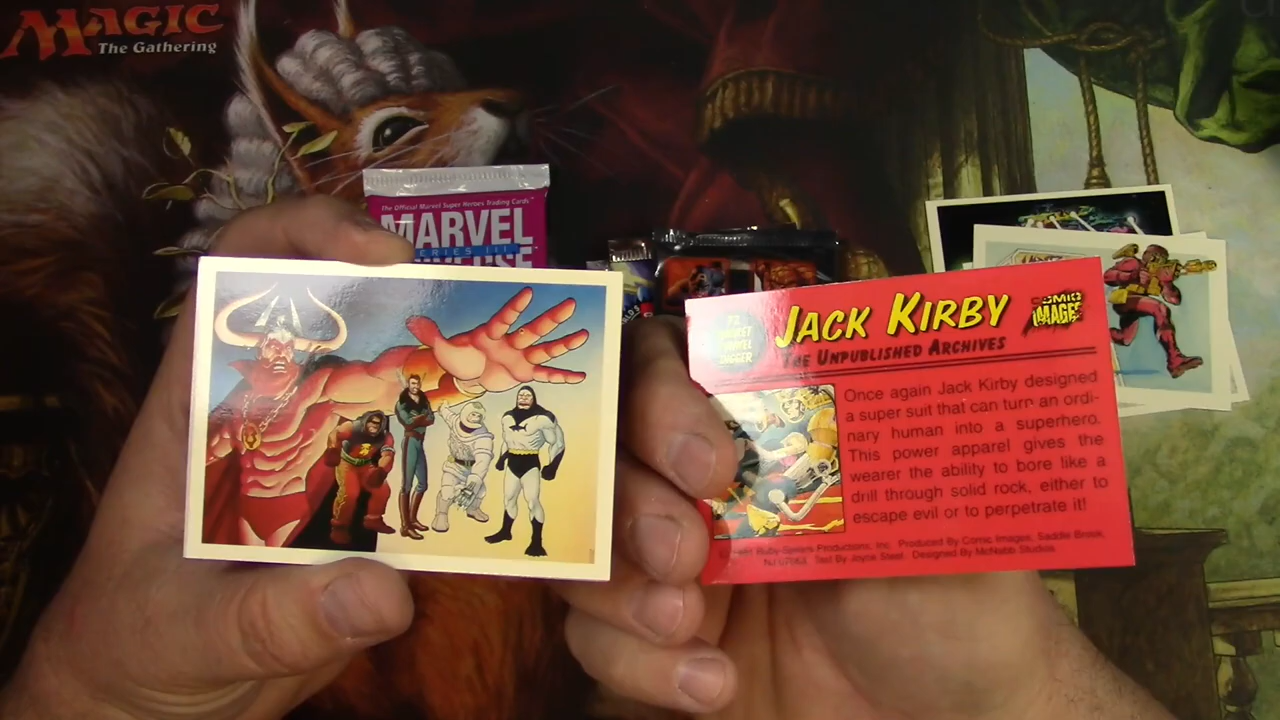 MAGIC
The Gathering
The Official Marvel Super Heroes Trading Cards
MARVEL
SERIES III
JACK KIRBY
THE UNPUBLISHED ARCHIVES
COMIC
IMAGES
Once again Jack Kirby designed
a super suit that can turn an ordi-
nary human into a superhero.
This power apparel gives the
wearer the ability to bore like a
drill through solid rock, either to
escape evil or to perpetrate it!
Ruby-Spears Productions, Inc. Produced By Comic Images, Saddle Brook,
NJ Text By Joyce Steel. Designed By McNabb Studios